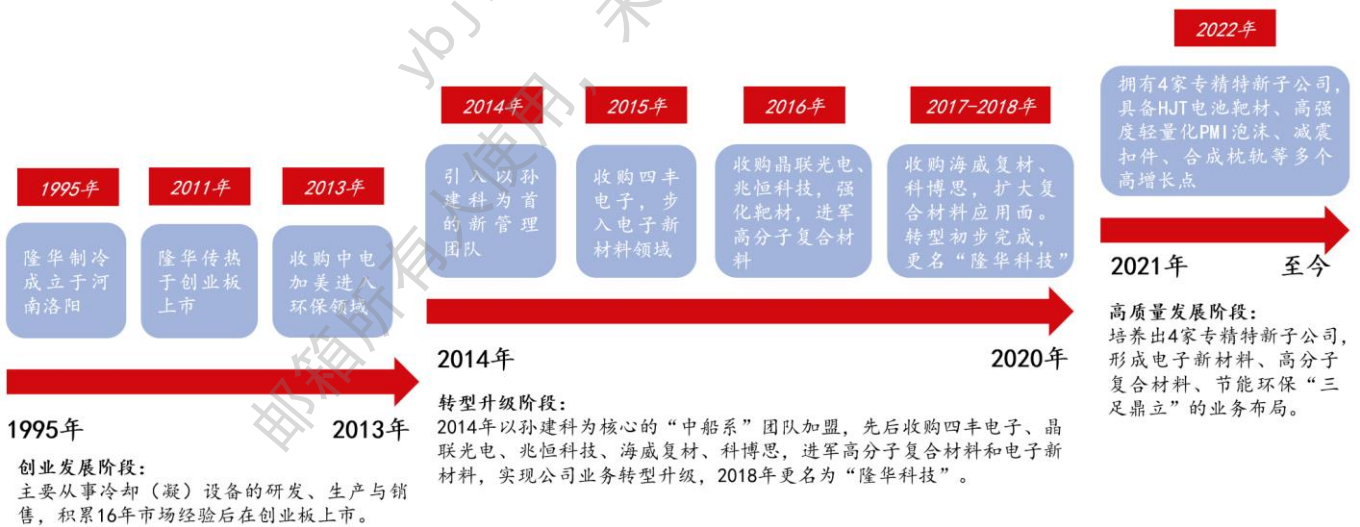 1995年
隆华制冷
成立于河
南洛阳
2011年
隆华传热
于创业板
上市
2013年
收购中电
加美进入
环保领域
1995年
2013年
创业发展阶段：
主要从事冷却（凝）设备的研发、生产与销
售，积累16年市场经验后在创业板上市。
2014年
引入以孙
建科为首
的新管理
团队
2015年
收购四丰
电子，步
入电子新
材料领域
2016年
收购晶联光电、
兆恒科技，强
化靶材，进军
高分子复合材
料
2017-2018年
收购海威复材、
科博思，扩大复
合材料应用面。
转型初步完成，
更名“隆华科技”
2014年
2020年
转型升级阶段：
2014年以孙建科为核心的“中船系”团队加盟，先后收购四丰电子、晶
联光电、兆恒科技、海威复材、科博思，进军高分子复合材料和电子新
材料，实现公司业务转型升级，2018年更名为“隆华科技”。
2022年
拥有4家专精特新子公司，
具备HJT电池靶材、高强
度轻量化PMI泡沫、减震
扣件、合成枕轨等多个
高增长点
2021年
至今
高质量发展阶段：
培养出4家专精特新子公司，
形成电子新材料、高分子
复合材料、节能环保“三
足鼎立”的业务布局。
邮箱所有人使用，未